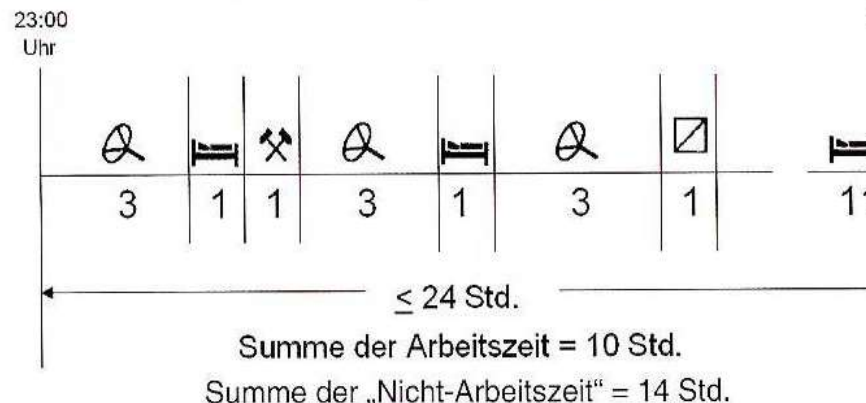 23:00
Uhr
3 1 1 3 1 3 1 11
≤ 24 Std.
Summe der Arbeitszeit = 10 Std.
Summe der „Nicht-Arbeitszeit“ = 14 Std.